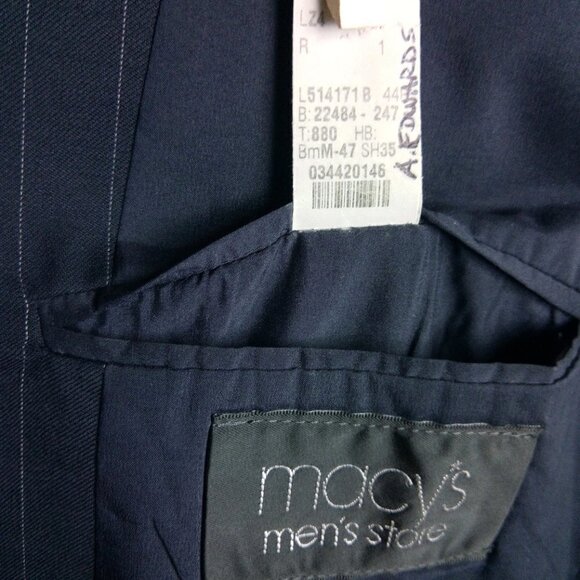 R 1
L514171B 44
B: 22484 - 247
T:880 HB:
BmM-47 SH35
034420146
A.EDWARDS
macy's
men's store